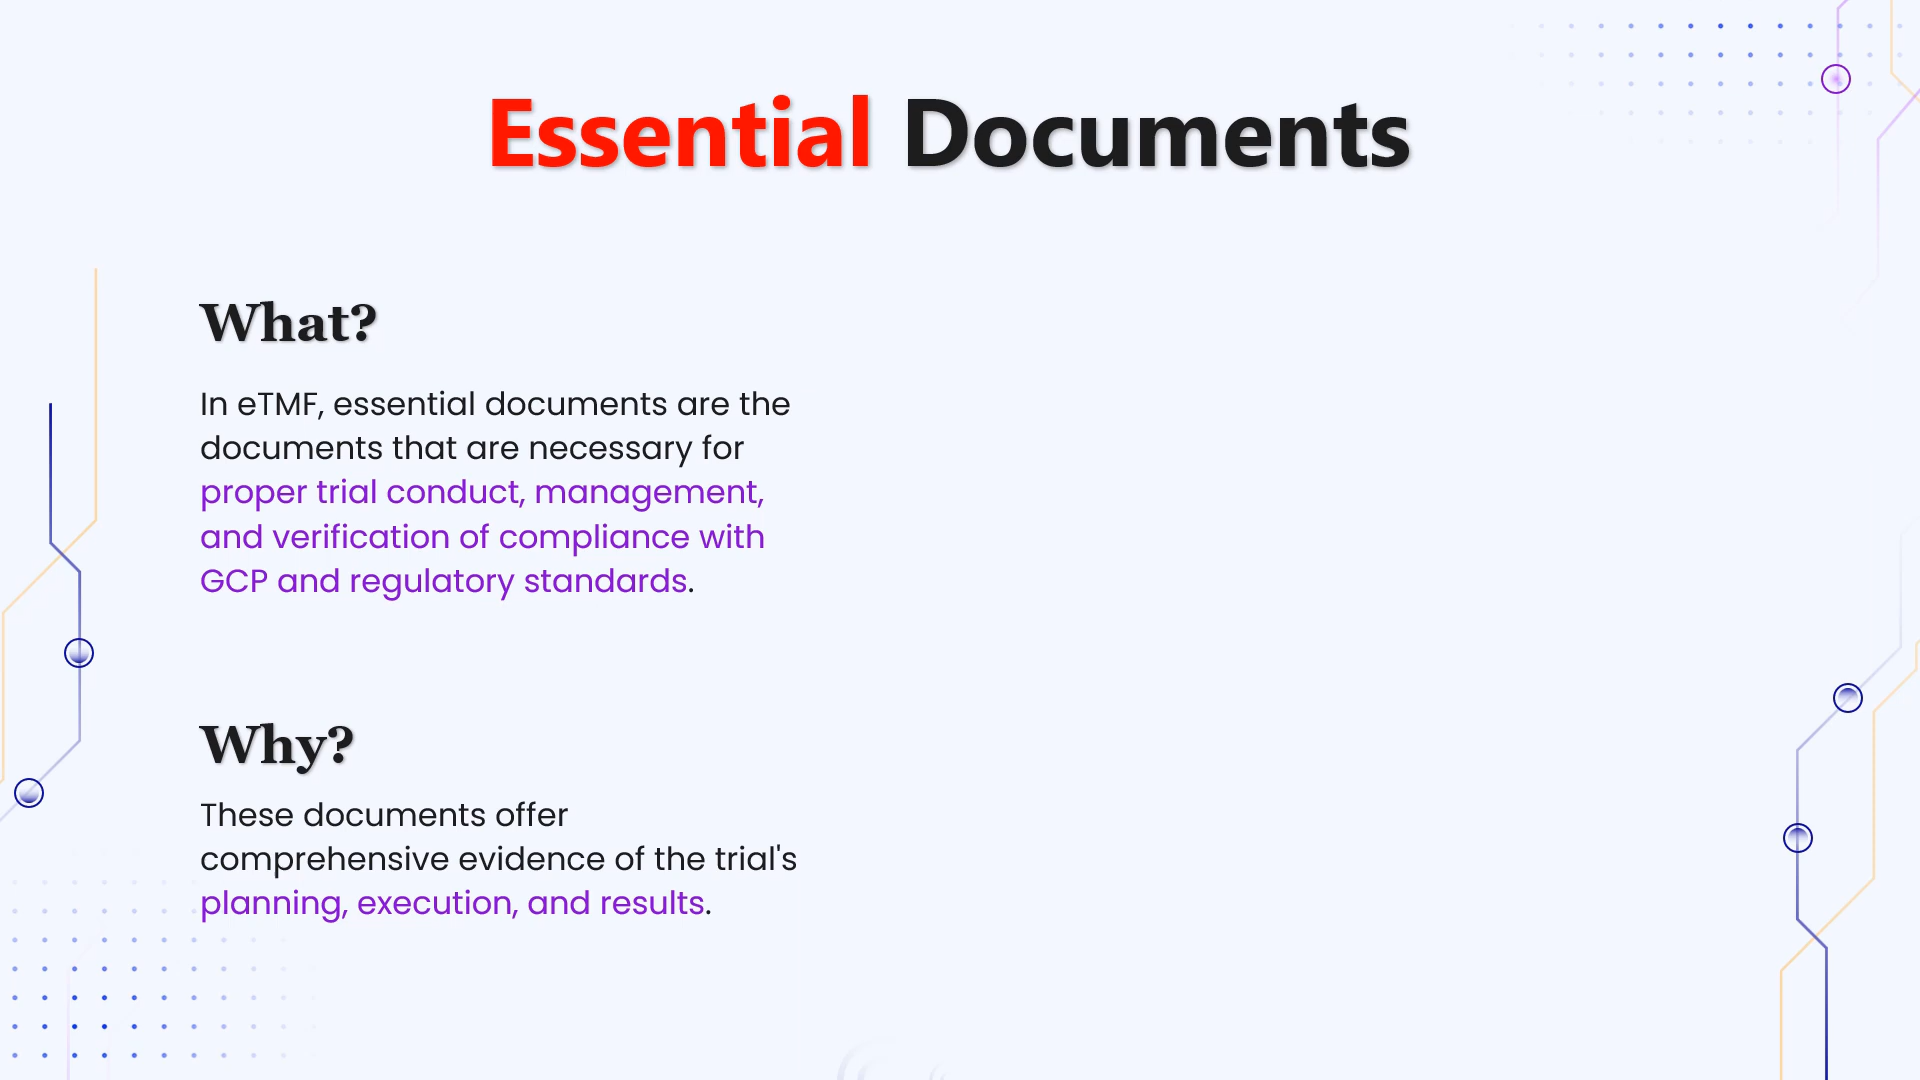 Essential Documents
What?
In eTMF, essential documents are the
documents that are necessary for
proper trial conduct, management,
and verification of compliance with
GCP and regulatory standards.
Why?
These documents offer
comprehensive evidence of the trial's
planning, execution, and results.